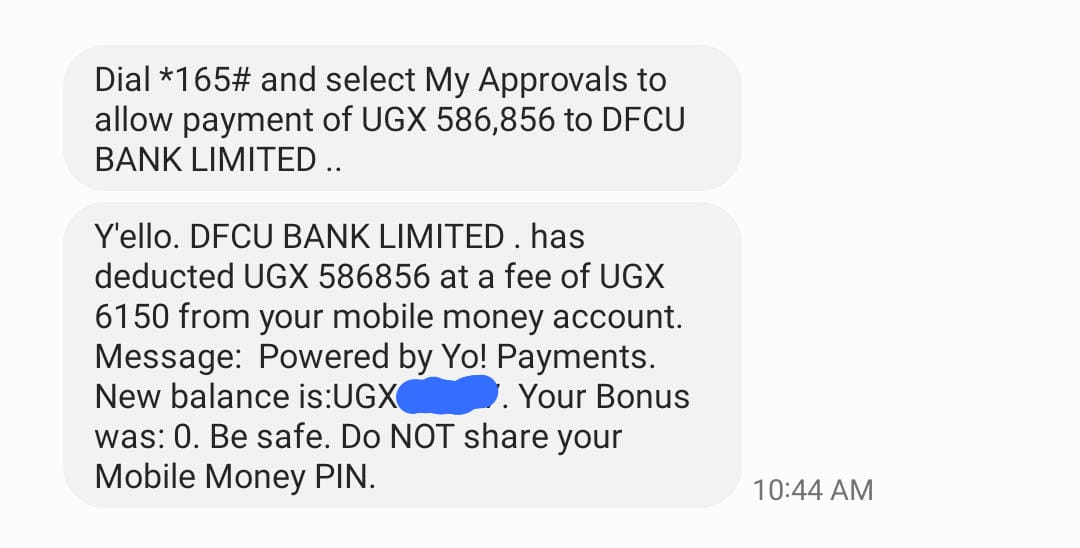 Dial *165# and select My Approvals to
allow payment of UGX 586,856 to DFCU
BANK LIMITED ..
Y'ello. DFCU BANK LIMITED . has
deducted UGX 586856 at a fee of UGX
6150 from your mobile money account.
Message:  Powered by Yo! Payments.
New balance is:UGX . Your Bonus
was: 0. Be safe. Do NOT share your
Mobile Money PIN.
10:44 AM